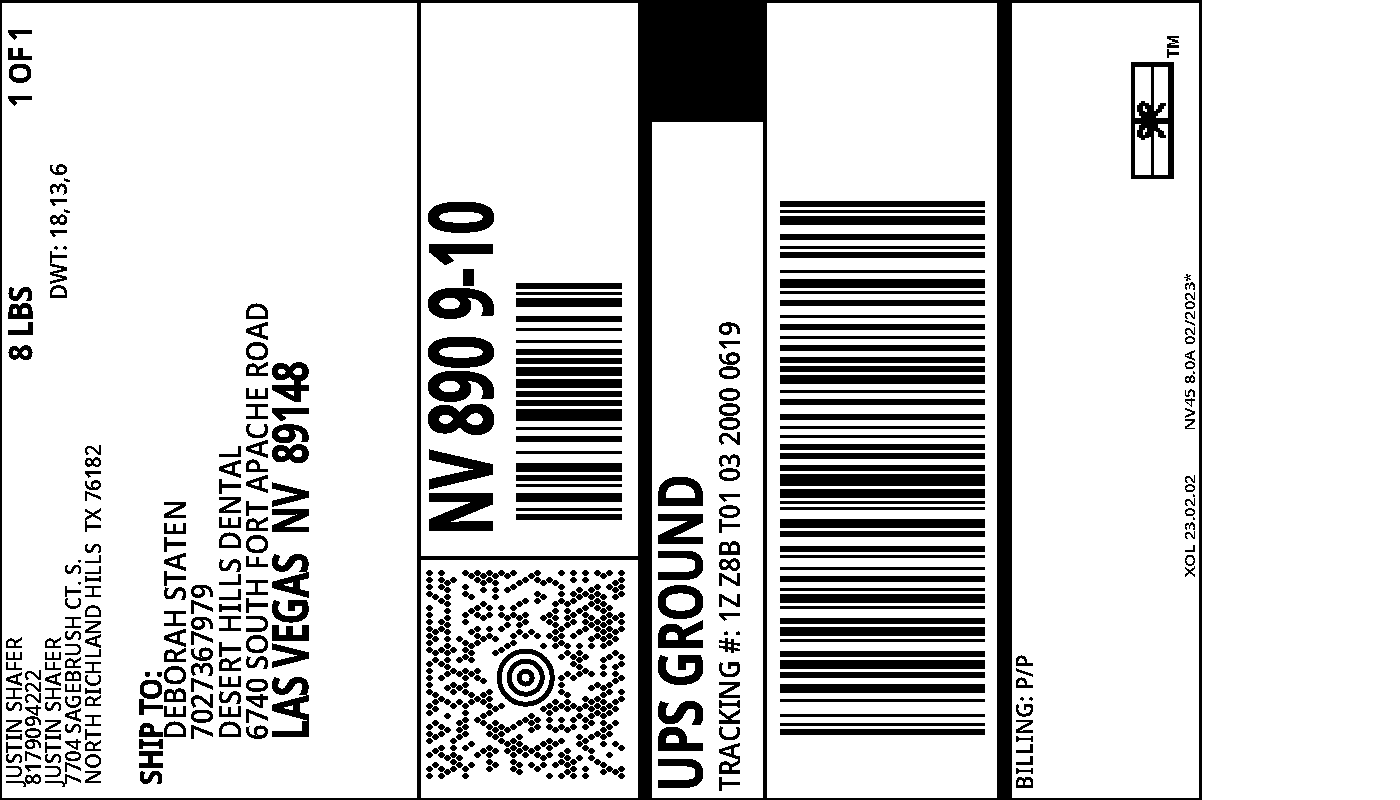 JUSTIN SHAFER
8179094222
JUSTIN SHAFER
7704 SAGEBRUSH CT. S.
NORTH RICHLAND HILLS TX 76182
8 LBS
1 OF 1
DWT: 18,13,6
SHIP TO:
DEBORAH STATEN
7027367979
DESERT HILLS DENTAL
6740 SOUTH FORT APACHE ROAD
LAS VEGAS NV 89148
NV 890 9-10
UPS GROUND
TRACKING #: 1Z Z8B T01 03 2000 0619
BILLING: P/P
XOL 23.02.02
NV45 8.0A 02/2023*
TM